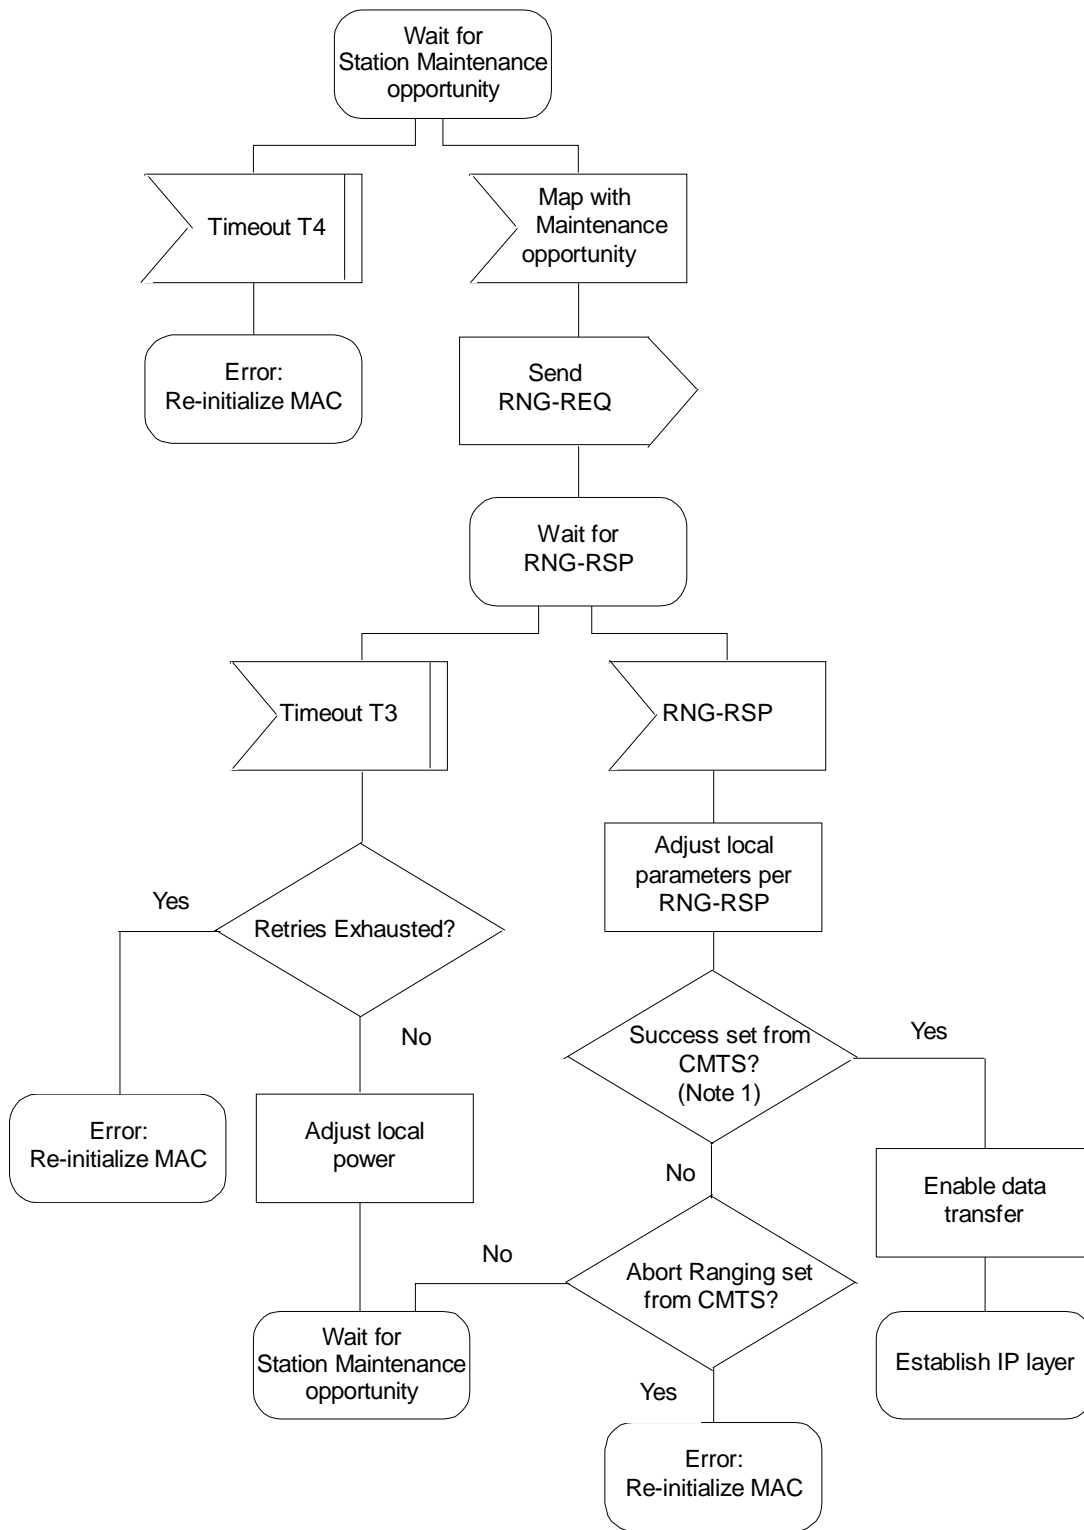 Wait for
Station Maintenance
opportunity
Timeout T4
Map with
Maintenance
opportunity
Error:
Re-initialize MAC
Send
RNG-REQ
Wait for
RNG-RSP
Timeout T3
RNG-RSP
Adjust local
parameters per
RNG-RSP
Yes
Retries Exhausted?
No
Success set from
CMTS?
(Note 1)
Yes
Error:
Re-initialize MAC
Adjust local
power
No
Enable data
transfer
No
Abort Ranging set
from CMTS?
Wait for
Station Maintenance
opportunity
Establish IP layer
Yes
Error:
Re-initialize MAC